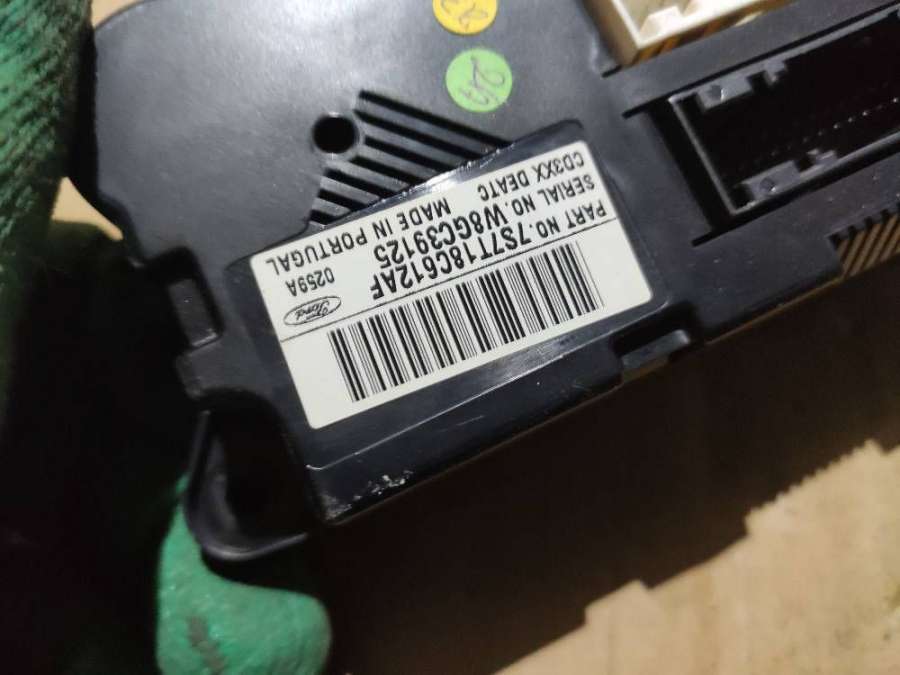 CD3XX DEATC
SERIAL NO. W8GC39125
PART NO. 7S7T18C612AF
MADE IN PORTUGAL
0259A
Ford